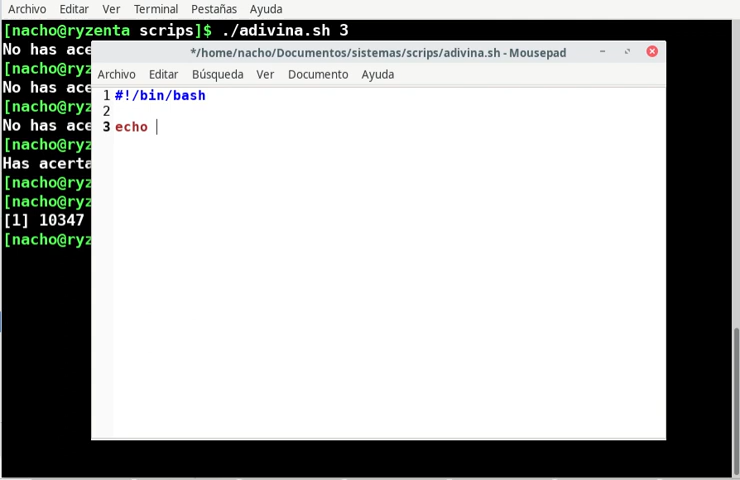 Archivo Editar Ver Terminal Pestañas Ayuda
[nacho@ryzenta scrips]$ ./adivina.sh 3
No has ace
[nacho@ryz
No has ace
[nacho@ryz
No has ace
[nacho@ryz
Has acerta
[nacho@ryz
[nacho@ryz
[1] 10347
[nacho@ryz
*/home/nacho/Documentos/sistemas/scrips/adivina.sh - Mousepad
Archivo Editar Búsqueda Ver Documento Ayuda
1 #!/bin/bash
2
3 echo